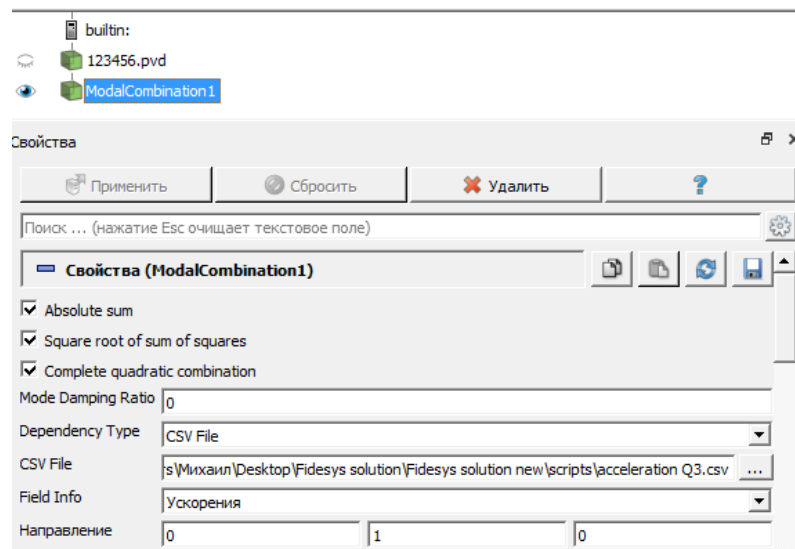 builtin:
123456.pvd
ModalCombination1
Свойства
Применить
Сбросить
Удалить
?
Поиск ... (нажатие Esc очищает текстовое поле)
Свойства (ModalCombination1)
Absolute sum
Square root of sum of squares
Complete quadratic combination
Mode Damping Ratio 0
Dependency Type CSV File
CSV File rs\Михаил\Desktop\Fidesys solution\Fidesys solution new\scripts\acceleration Q3.csv ...
Field Info Ускорения
Направление 0 1 0